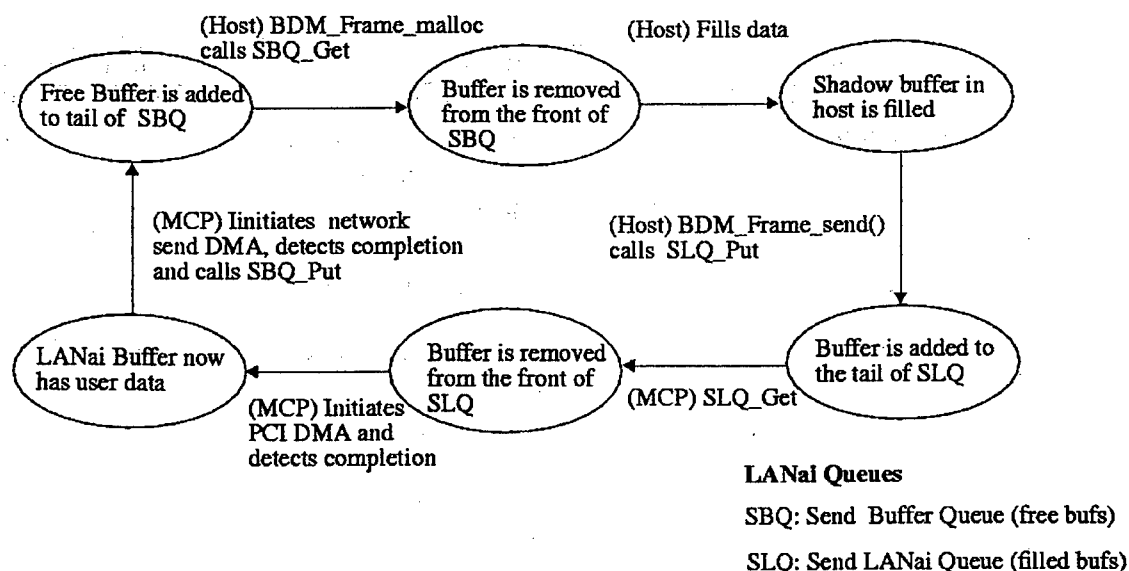 (Host) BDM_Frame_malloc
calls SBQ_Get
(Host) Fills data
Free Buffer is added
to tail of SBQ
Buffer is removed
from the front of
SBQ
Shadow buffer in
host is filled
(MCP) Iinitiates network
send DMA, detects completion
and calls SBQ_Put
(Host) BDM_Frame_send()
calls SLQ_Put
LANai Buffer now
has user data
Buffer is removed
from the front of
SLQ
Buffer is added to
the tail of SLQ
(MCP) Initiates
PCI DMA and
detects completion
(MCP) SLQ_Get
LANai Queues
SBQ: Send Buffer Queue (free bufs)
SLQ: Send LANai Queue (filled bufs)